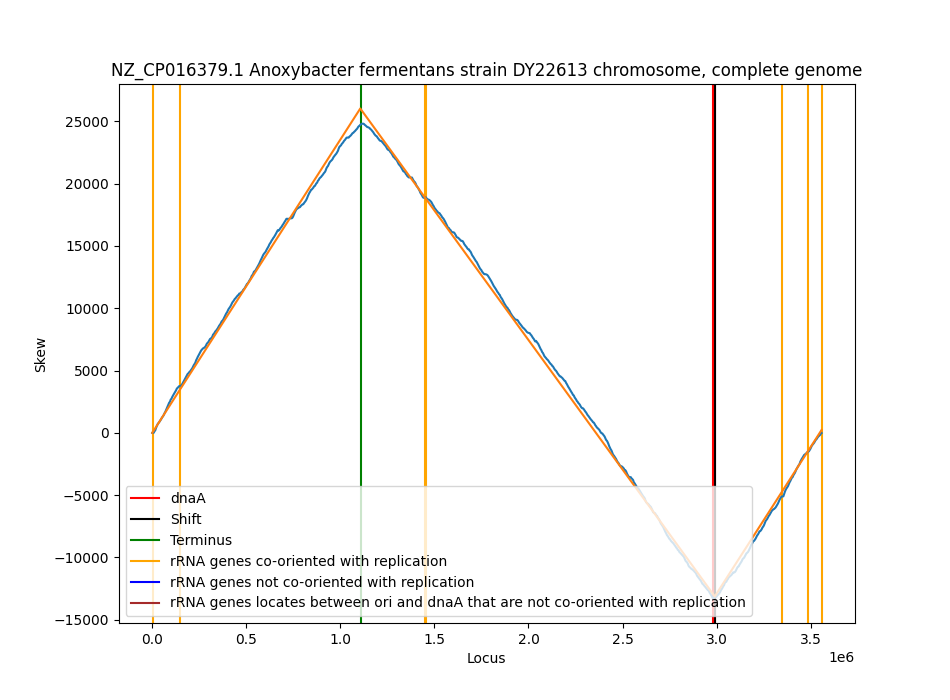 NZ_CP016379.1 Anoxybacter fermentans strain DY22613 chromosome, complete genome
25000
20000
15000
10000
5000
0
−5000
−10000
−15000
Skew
dnaA
Shift
Terminus
rRNA genes co-oriented with replication
rRNA genes not co-oriented with replication
rRNA genes locates between ori and dnaA that are not co-oriented with replication
0.0 0.5 1.0 1.5 2.0 2.5 3.0 3.5
Locus
1e6